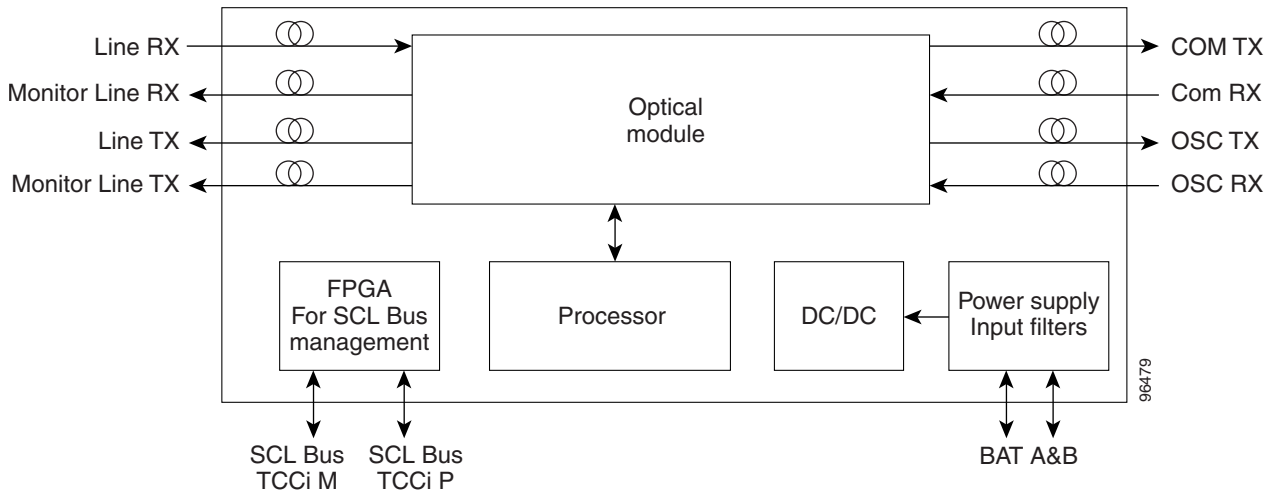 Line RX
COM TX
Monitor Line RX
Com RX
Optical
module
Line TX
OSC TX
Monitor Line TX
OSC RX
FPGA
For SCL Bus
management
Processor
DC/DC
Power supply
Input filters
96479
SCL Bus
TCCi M
SCL Bus
TCCi P
BAT A&B